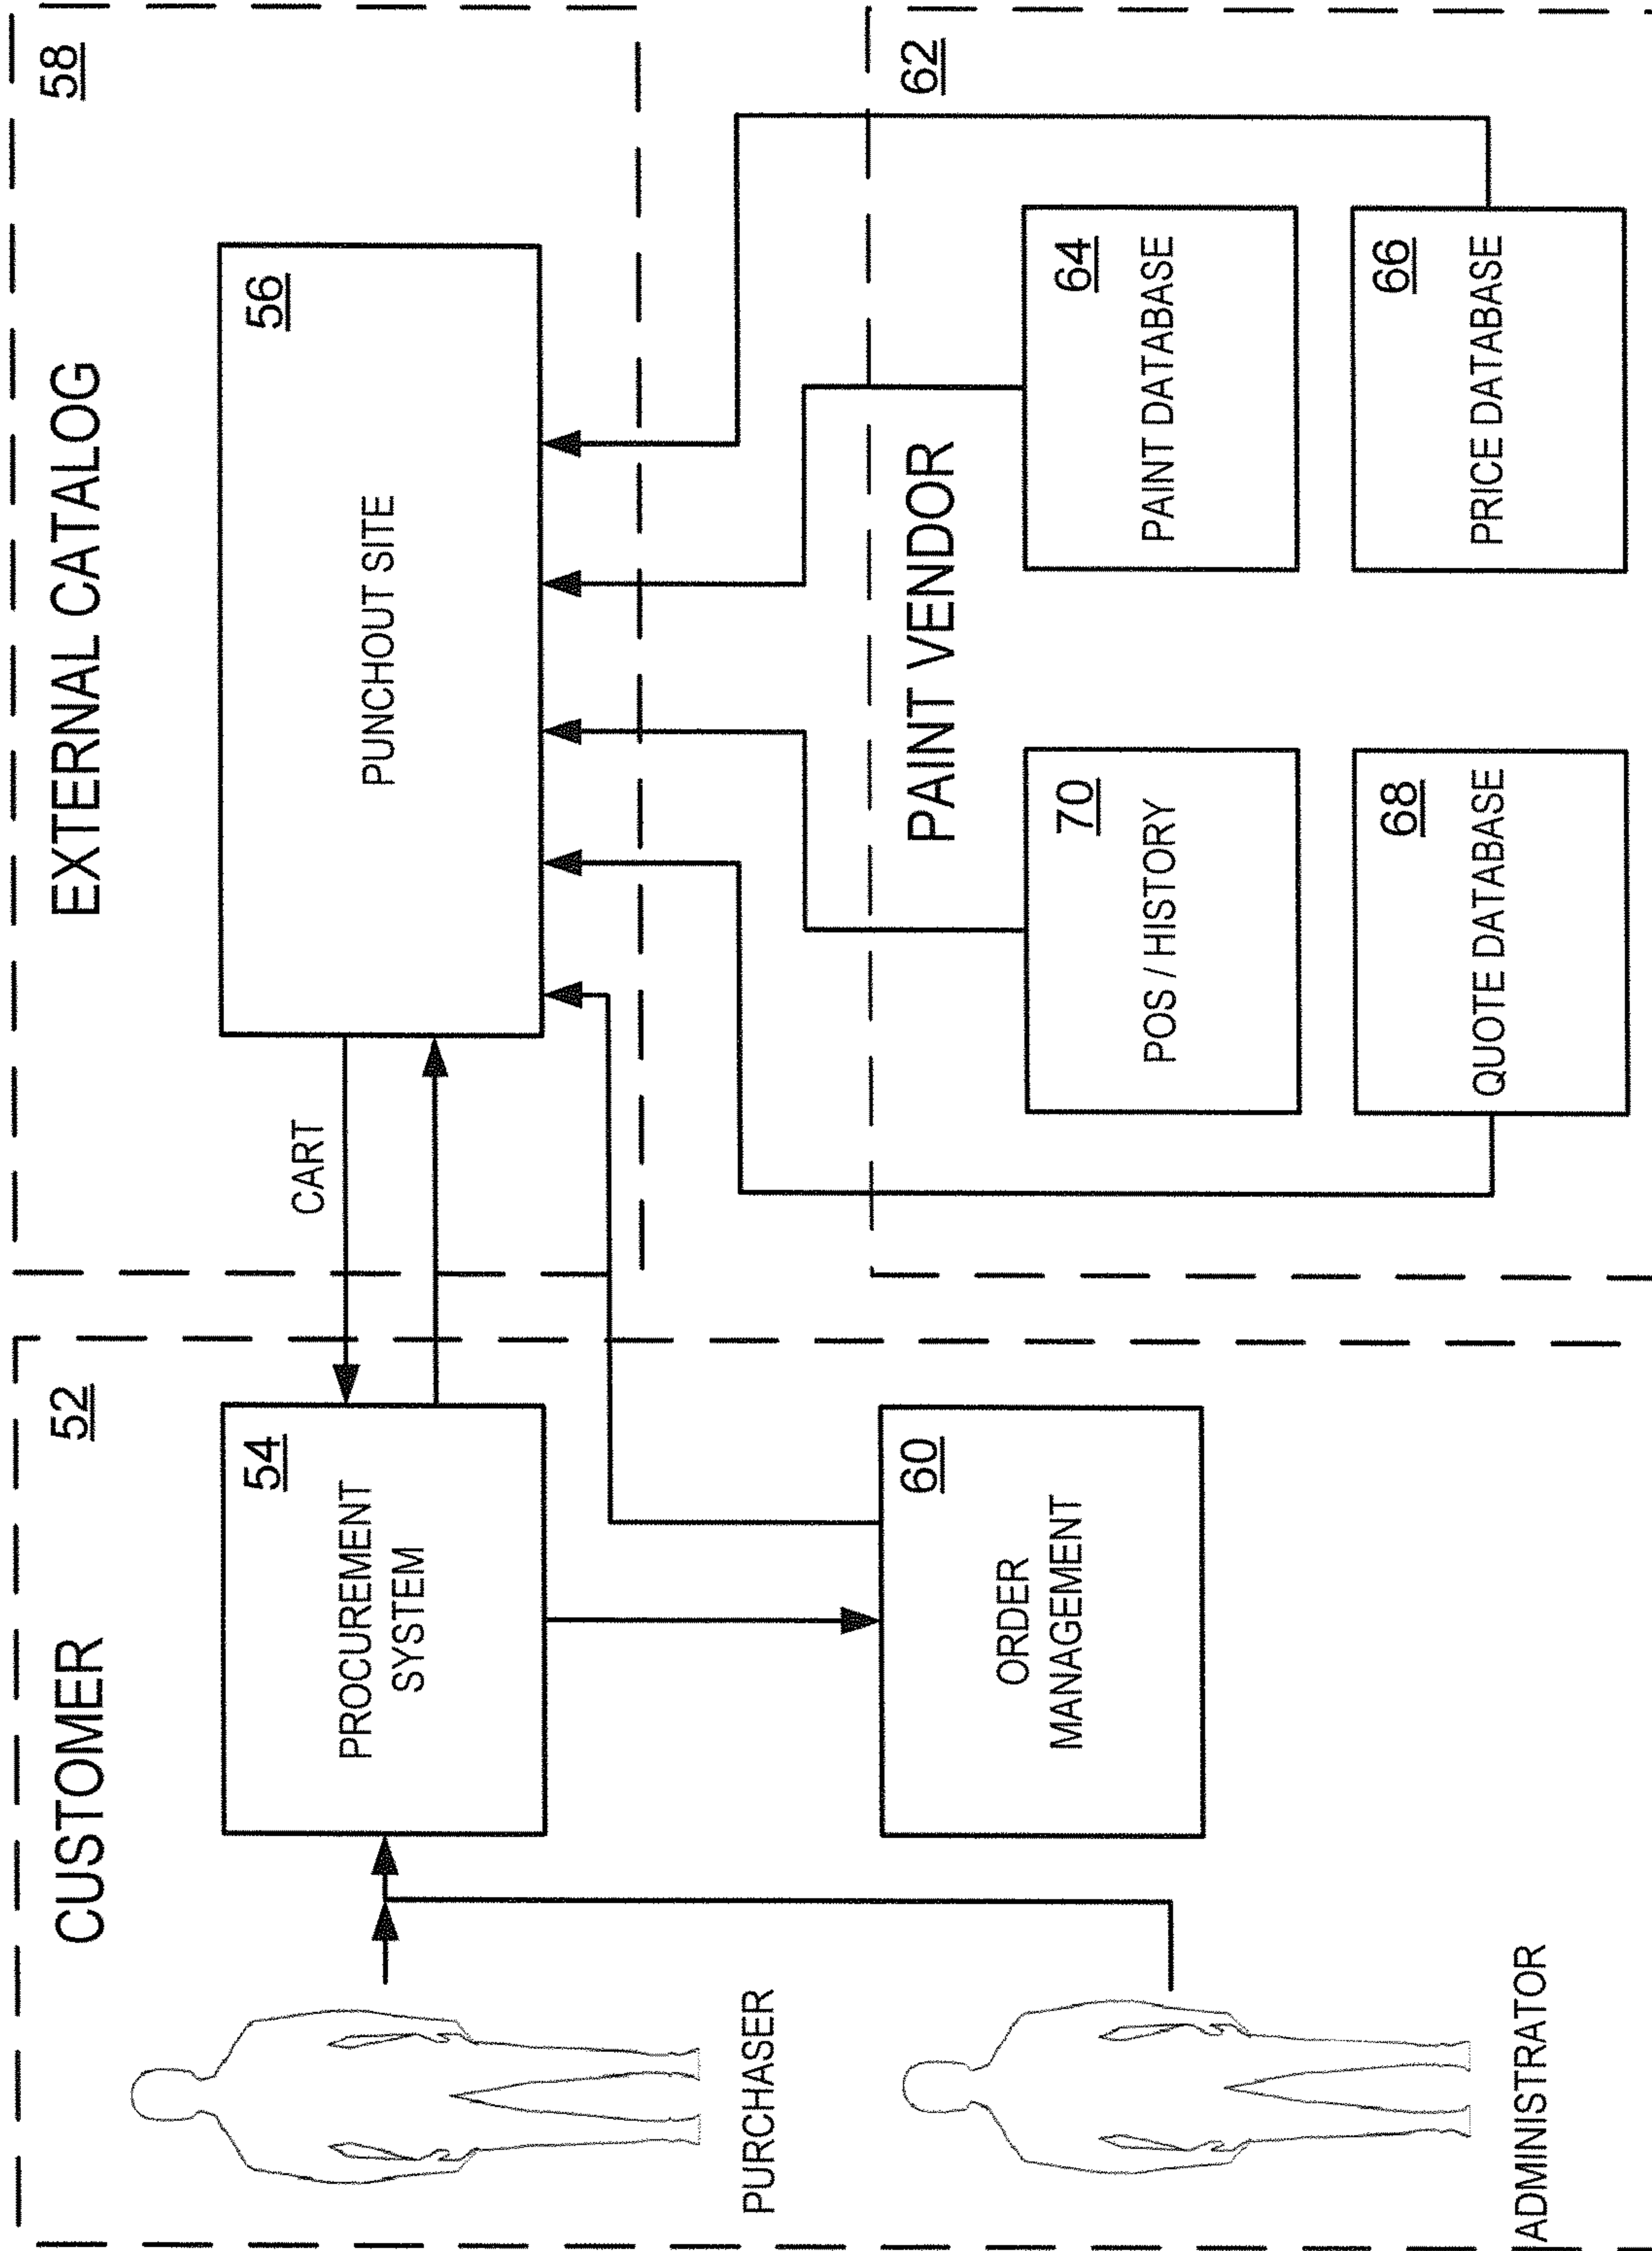 CUSTOMER
52
PURCHASER
ADMINISTRATOR
54
PROCUREMENT
SYSTEM
60
ORDER
MANAGEMENT
CART
EXTERNAL CATALOG
58
56
PUNCHOUT SITE
PAINT VENDOR
62
70
POS / HISTORY
64
PAINT DATABASE
68
QUOTE DATABASE
66
PRICE DATABASE